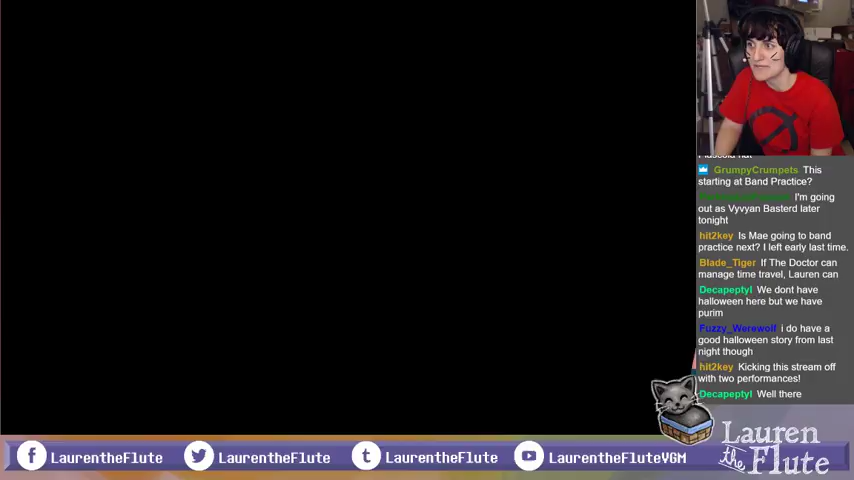 GrumpyCrumpets This
starting at Band Practice?
I'm going
out as Vyvyan Basterd later
tonight
hit2key Is Mae going to band
practice next? I left early last time.
Blade_Tiger If The Doctor can
manage time travel, Lauren can
Decapeptyl We dont have
halloween here but we have
purim
Fuzzy_Werewolf i do have a
good halloween story from last
night though
hit2key Kicking this stream off
with two performances!
Decapeptyl Well there
Lauren
the Flute
LaurentheFlute
LaurentheFlute
LaurentheFlute
LaurentheFluteVGM